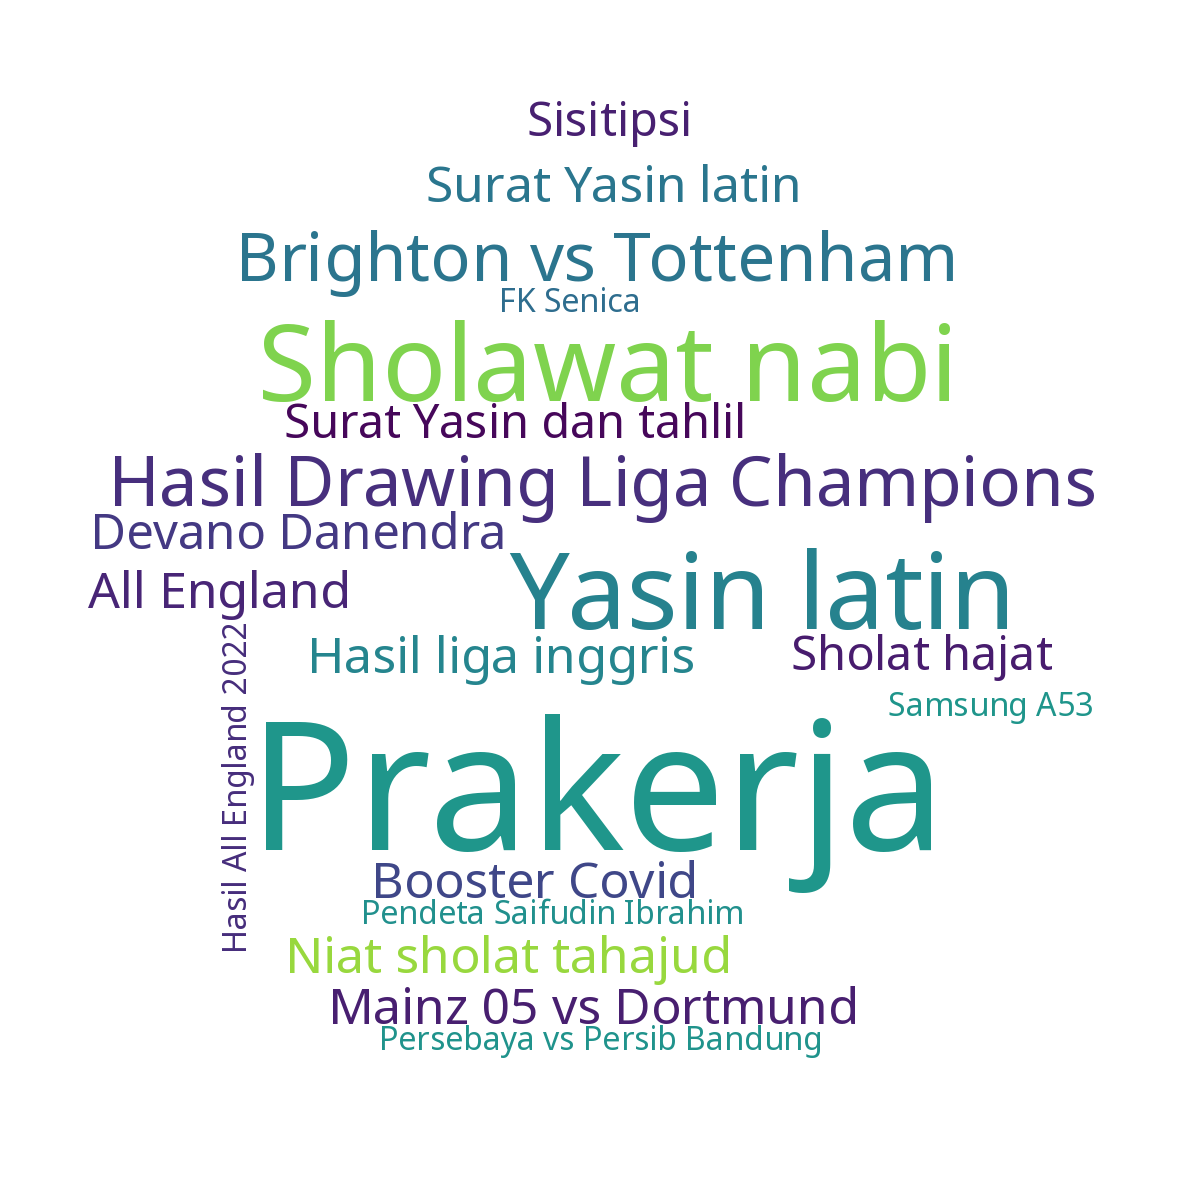 Sisitipsi
Surat Yasin latin
Brighton vs Tottenham
FK Senica
Sholawat nabi
Surat Yasin dan tahlil
Hasil Drawing Liga Champions
Devano Danendra
Yasin latin
All England
Hasil liga inggris
Sholat hajat
Samsung A53
Hasil All England 2022
Prakerja
Booster Covid
Pendeta Saifudin Ibrahim
Niat sholat tahajud
Mainz 05 vs Dortmund
Persebaya vs Persib Bandung